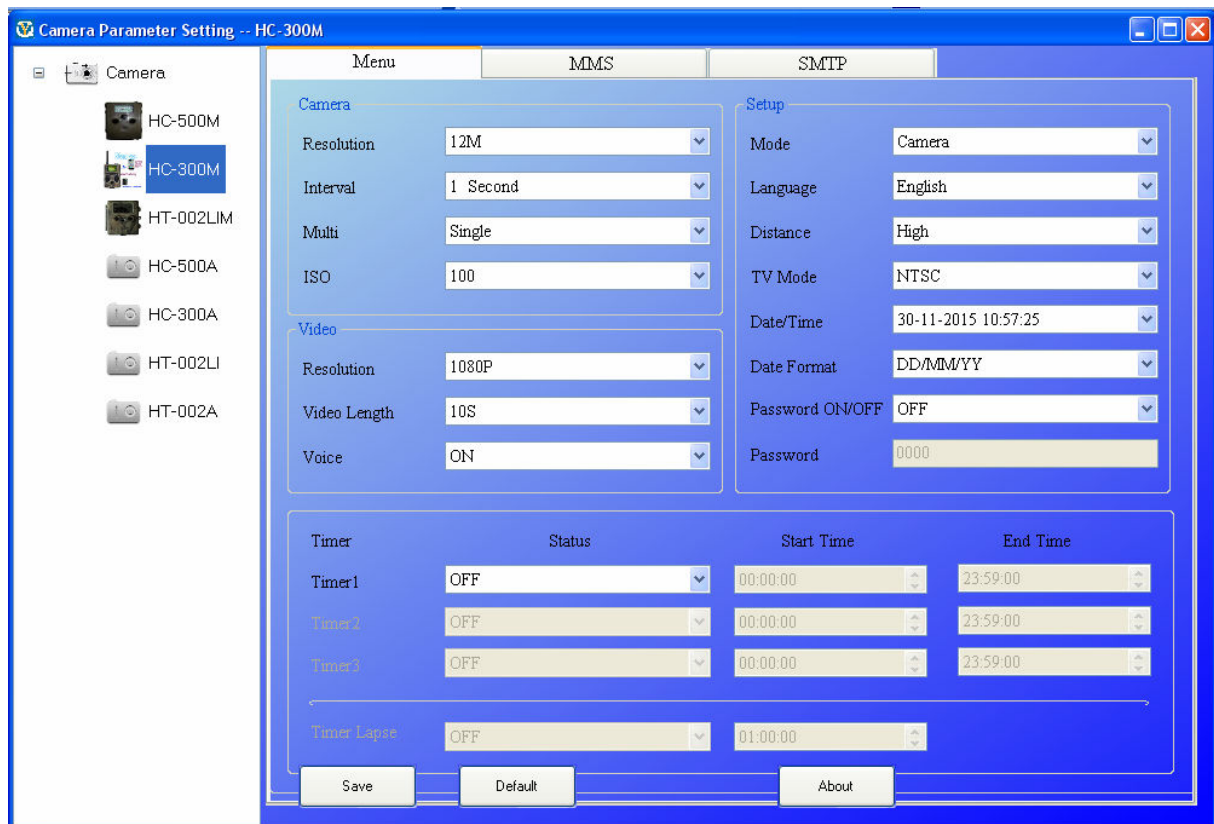 Camera Parameter Setting -- HC-300M
Camera
HC-500M
HC-300M
HT-002LIM
HC-500A
HC-300A
HT-002LI
HT-002A
Menu MMS SMTP
Camera
Resolution 12M
Interval 1 Second
Multi Single
ISO 100
Video
Resolution 1080P
Video Length 10S
Voice ON
Setup
Mode Camera
Language English
Distance High
TV Mode NTSC
Date/Time 30-11-2015 10:57:25
Date Format DD/MM/YY
Password ON/OFF OFF
Password 0000
Timer Status Start Time End Time
Timer1 OFF 00:00:00 23:59:00
Timer2 OFF 00:00:00 23:59:00
Timer3 OFF 00:00:00 23:59:00
Timer Lapse OFF 01:00:00
Save Default About